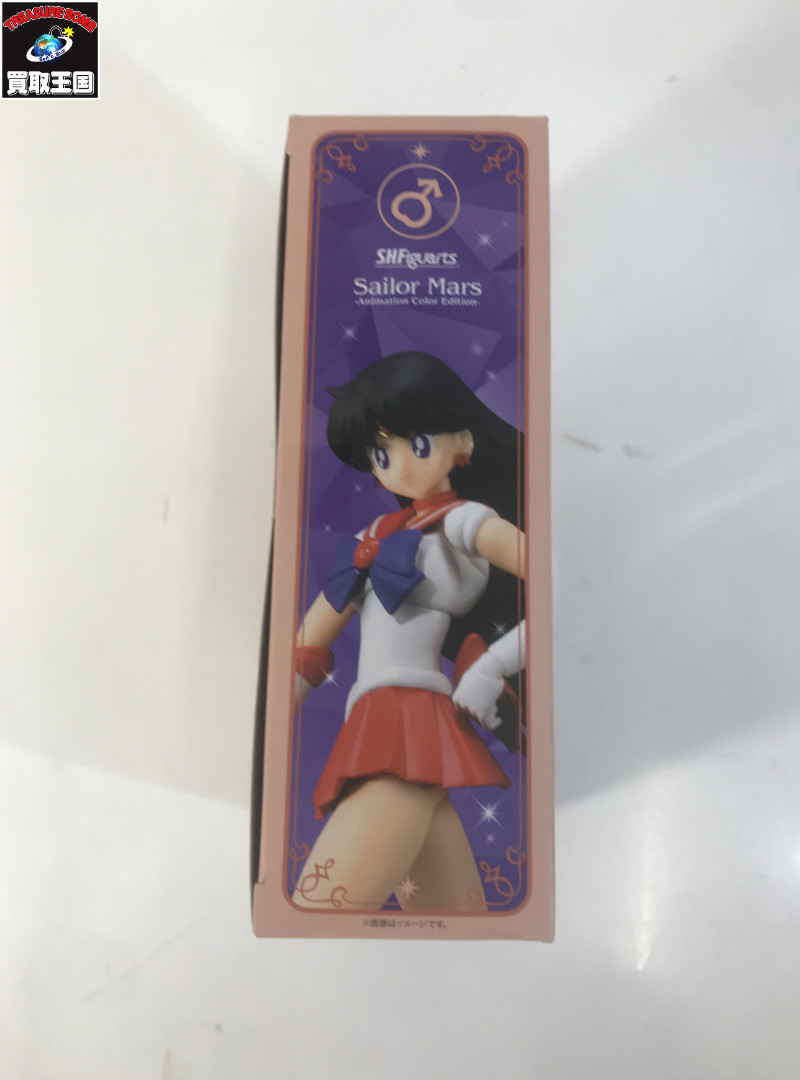 TREASURE BOMB
買取王国
S.H.Figuarts
Sailor Mars
-Animation Color Edition-
※画像はイメージです。